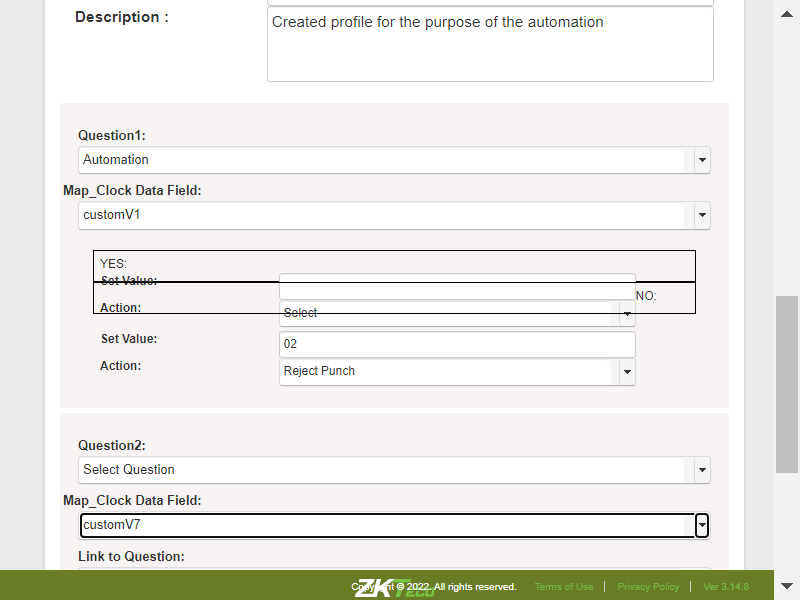 Description :
Created profile for the purpose of the automation
Question1:
Automation
Map_Clock Data Field:
customV1
YES:
Set Value:
NO:
Action:
Select
Set Value:
02
Action:
Reject Punch
Question2:
Select Question
Map_Clock Data Field:
customV7
Link to Question:
ZKTeco
Copyright © 2022. All rights reserved. | Terms of Use | Privacy Policy | Ver 3.14.8